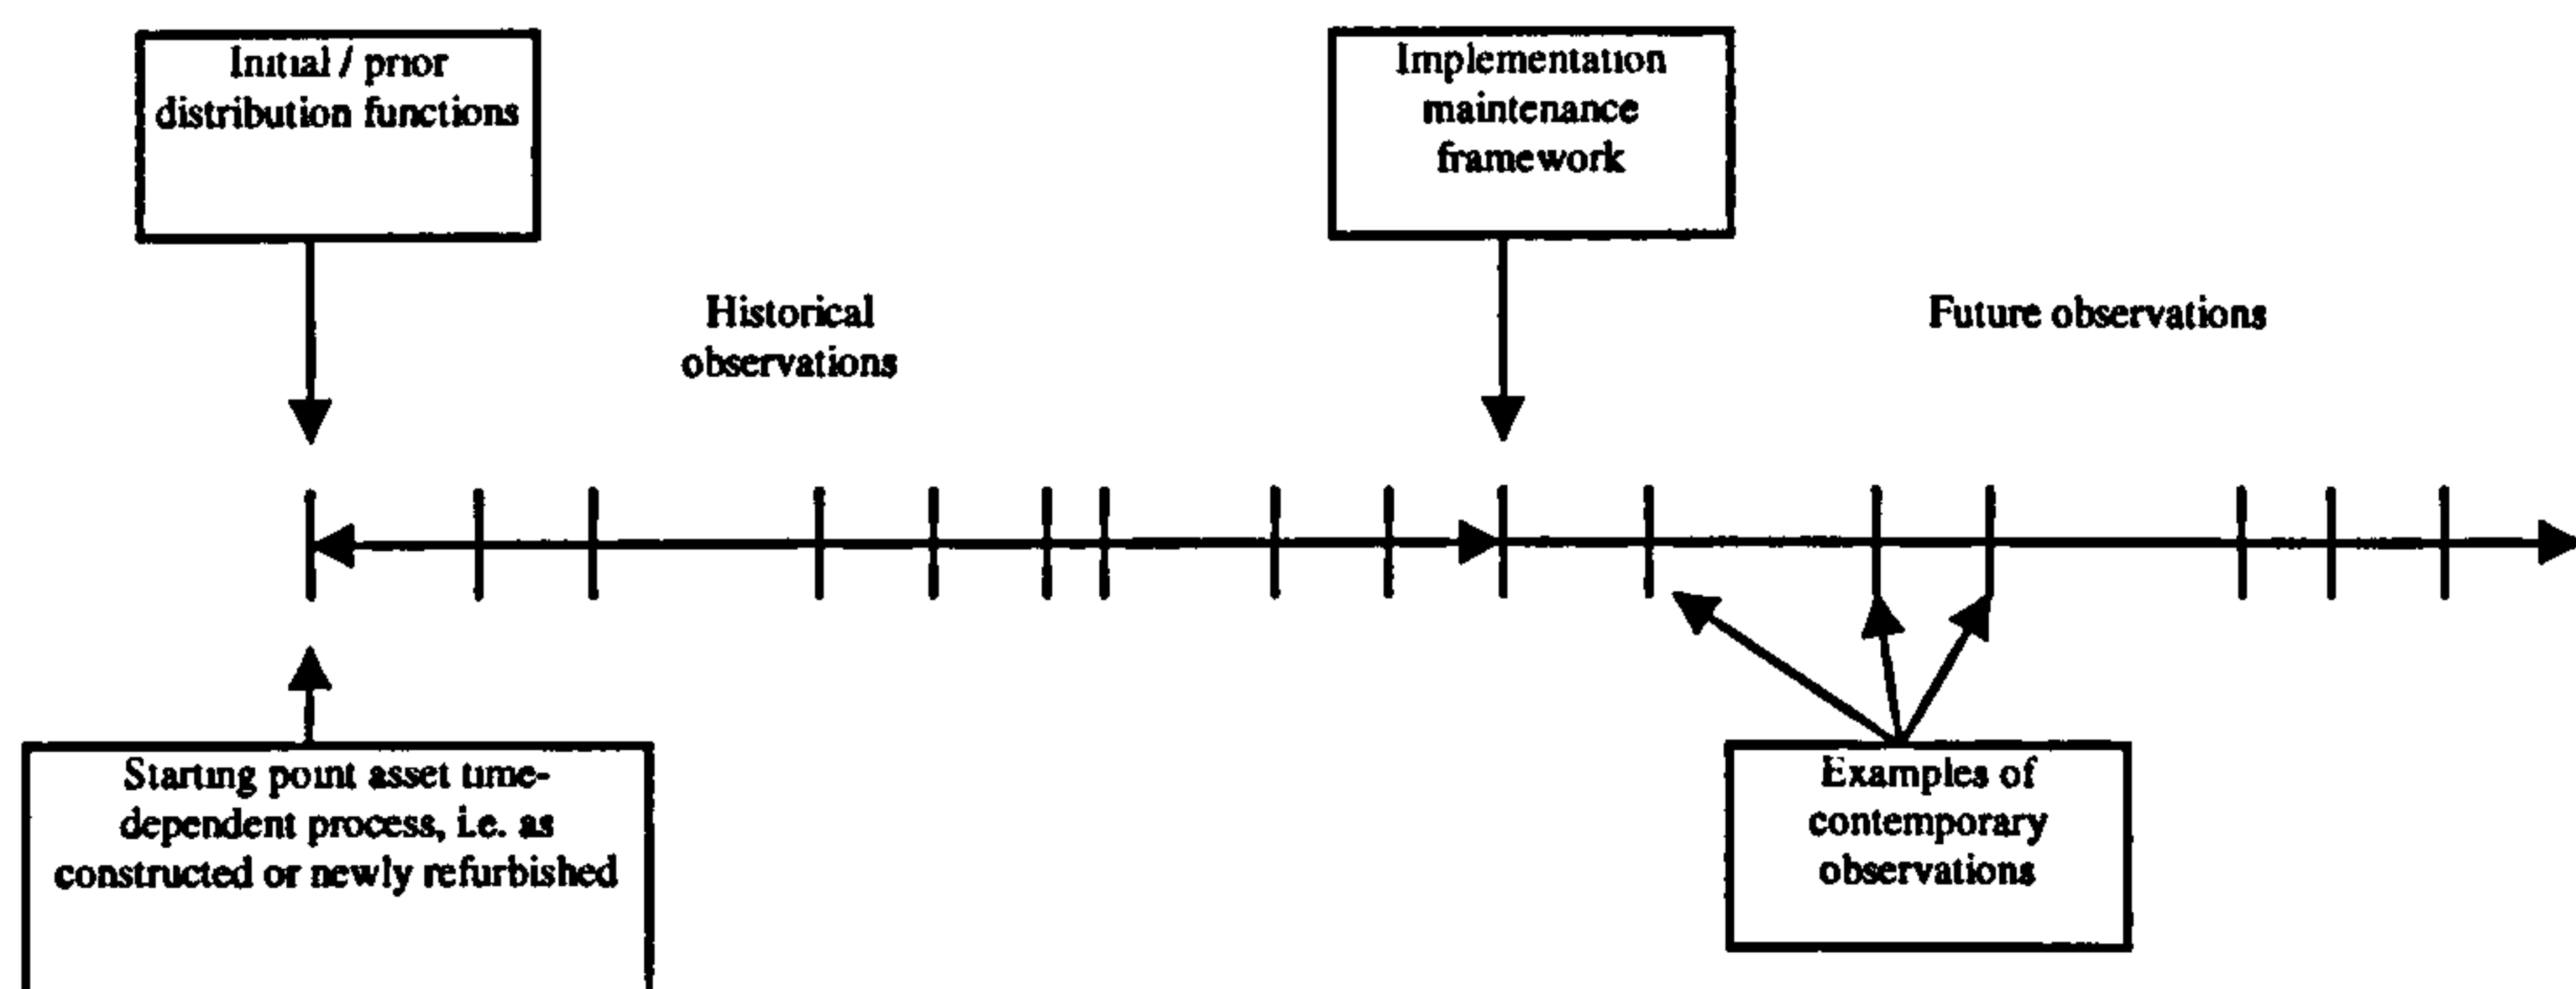 Initial / prior
distribution functions
Implementation
maintenance
framework
Historical
observations
Future observations
Starting point asset time-
dependent process, i.e. as
constructed or newly refurbished
Examples of
contemporary
observations